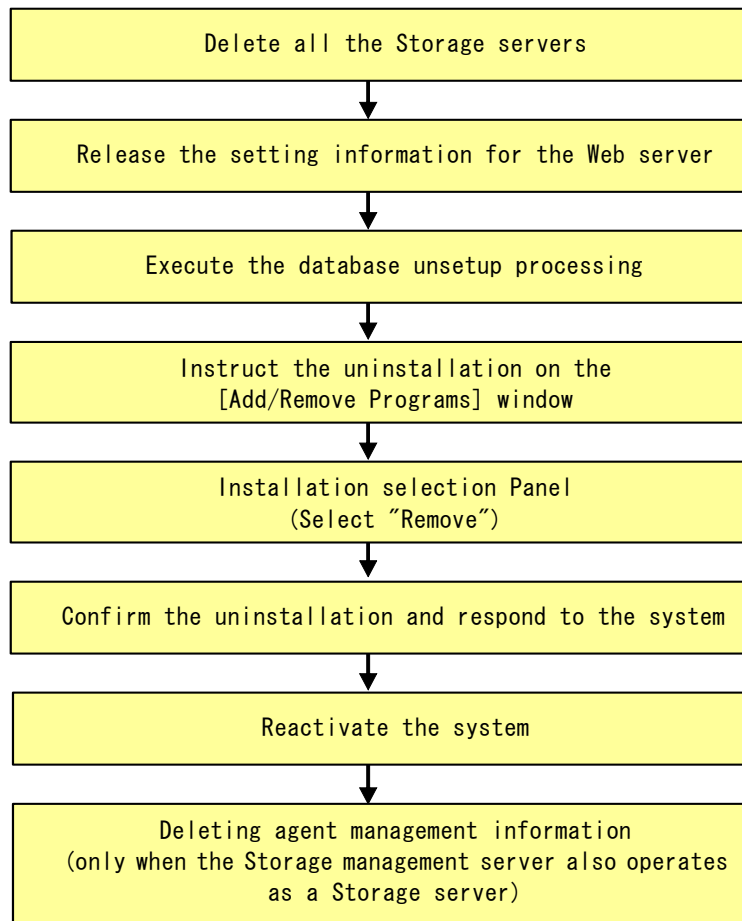 Delete all the Storage servers
Release the setting information for the Web server
Execute the database unsetup processing
Instruct the uninstallation on the
[Add/Remove Programs] window
Installation selection Panel
(Select "Remove")
Confirm the uninstallation and respond to the system
Reactivate the system
Deleting agent management information
(only when the Storage management server also operates
as a Storage server)